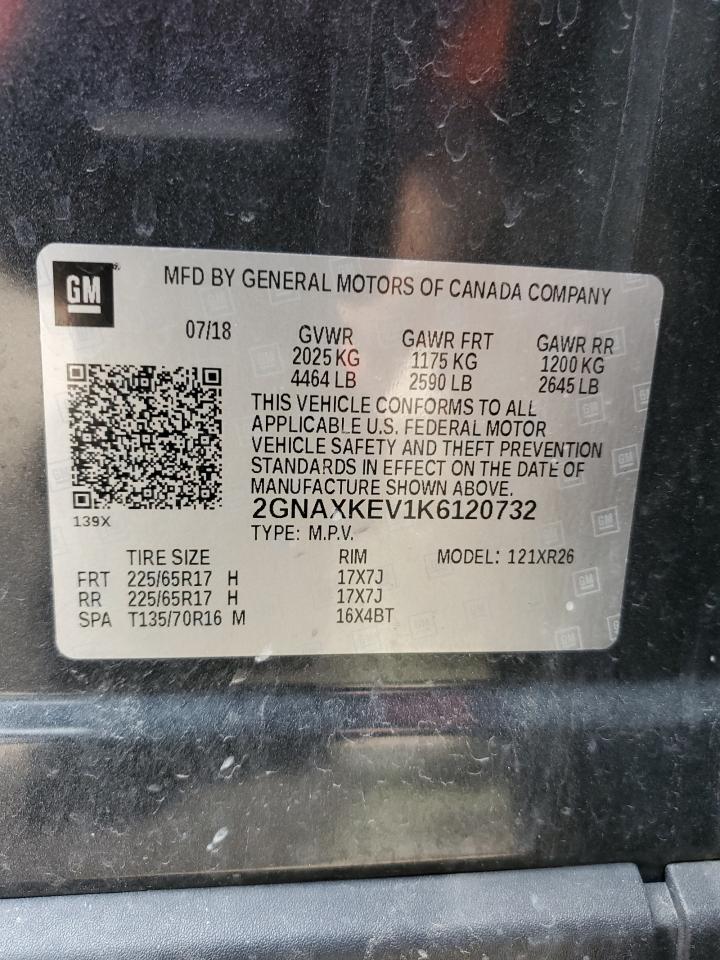 GM
MFD BY GENERAL MOTORS OF CANADA COMPANY
07/18
GVWR
2025 KG
4464 LB
GAWR FRT
1175 KG
2590 LB
GAWR RR
1200 KG
2645 LB
THIS VEHICLE CONFORMS TO ALL
APPLICABLE U.S. FEDERAL MOTOR
VEHICLE SAFETY AND THEFT PREVENTION
STANDARDS IN EFFECT ON THE DATE OF
MANUFACTURE SHOWN ABOVE.
2GNAXKEV1K6120732
139X
TYPE: M.P.V.
TIRE SIZE RIM MODEL: 121XR26
FRT 225/65R17 H 17X7J
RR 225/65R17 H 17X7J
SPA T135/70R16 M 16X4BT